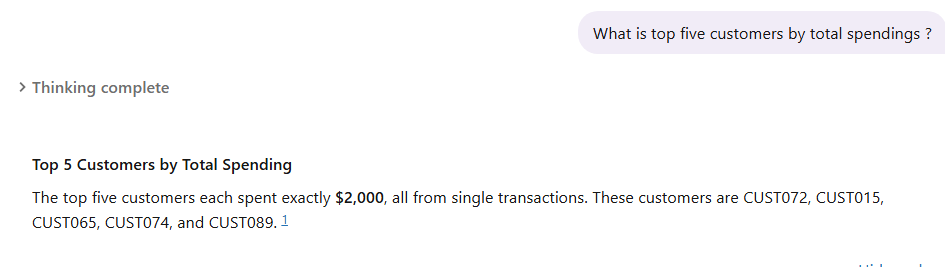 What is top five customers by total spendings ?
Thinking complete
Top 5 Customers by Total Spending
The top five customers each spent exactly $2,000, all from single transactions. These customers are CUST072, CUST015,
CUST065, CUST074, and CUST089. 1